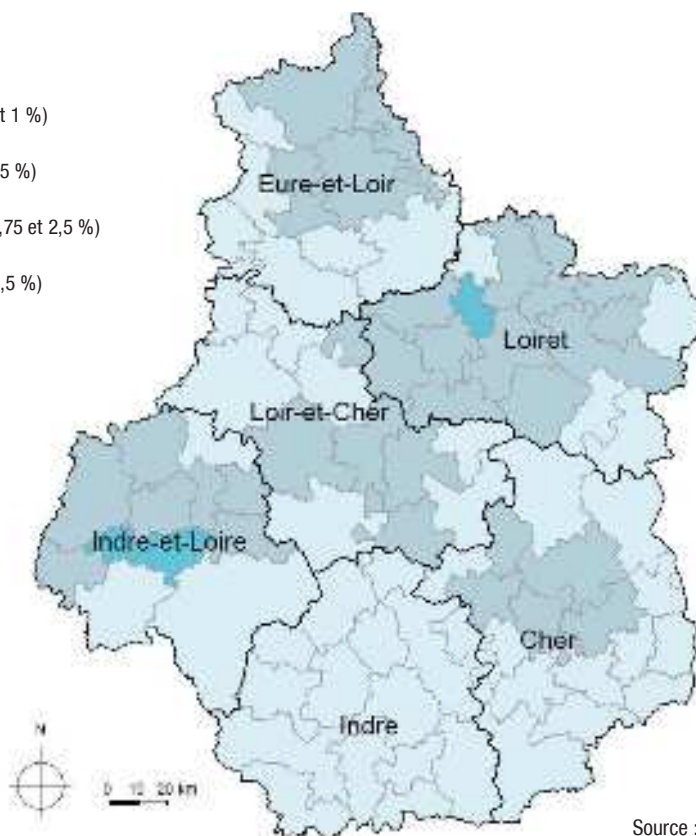 t 1 %)
5 %)
,75 et 2,5 %)
,5 %)
Eure-et-Loir
Loiret
Loir-et-Cher
Indre-et-Loire
Cher
Indre
N
0 10 20 km
Source :